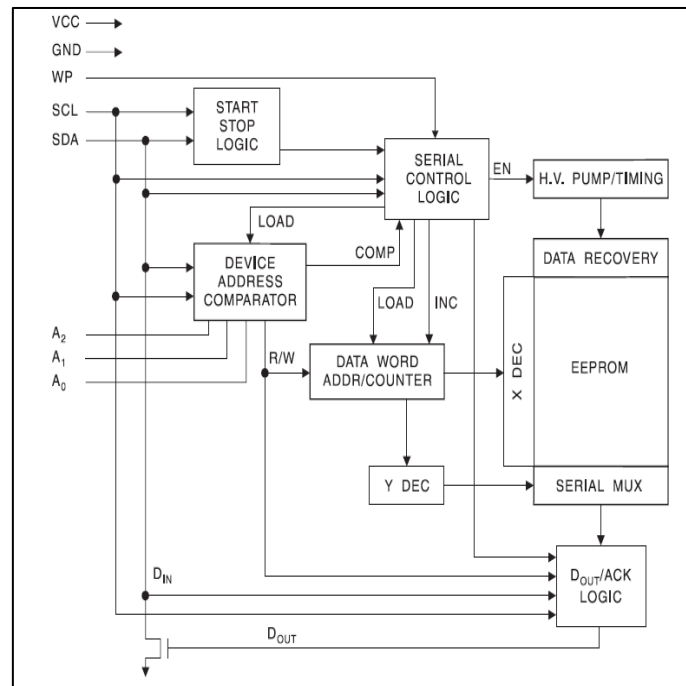 VCC
GND
WP
SCL
SDA
START
STOP
LOGIC
SERIAL
CONTROL
LOGIC
EN
H.V. PUMP/TIMING
LOAD
COMP
DEVICE
ADDRESS
COMPARATOR
DATA RECOVERY
LOAD
INC
A2
A1
A0
R/W
DATA WORD
ADDR/COUNTER
X DEC
EEPROM
Y DEC
SERIAL MUX
DIN
DOUT/ACK
LOGIC
DOUT